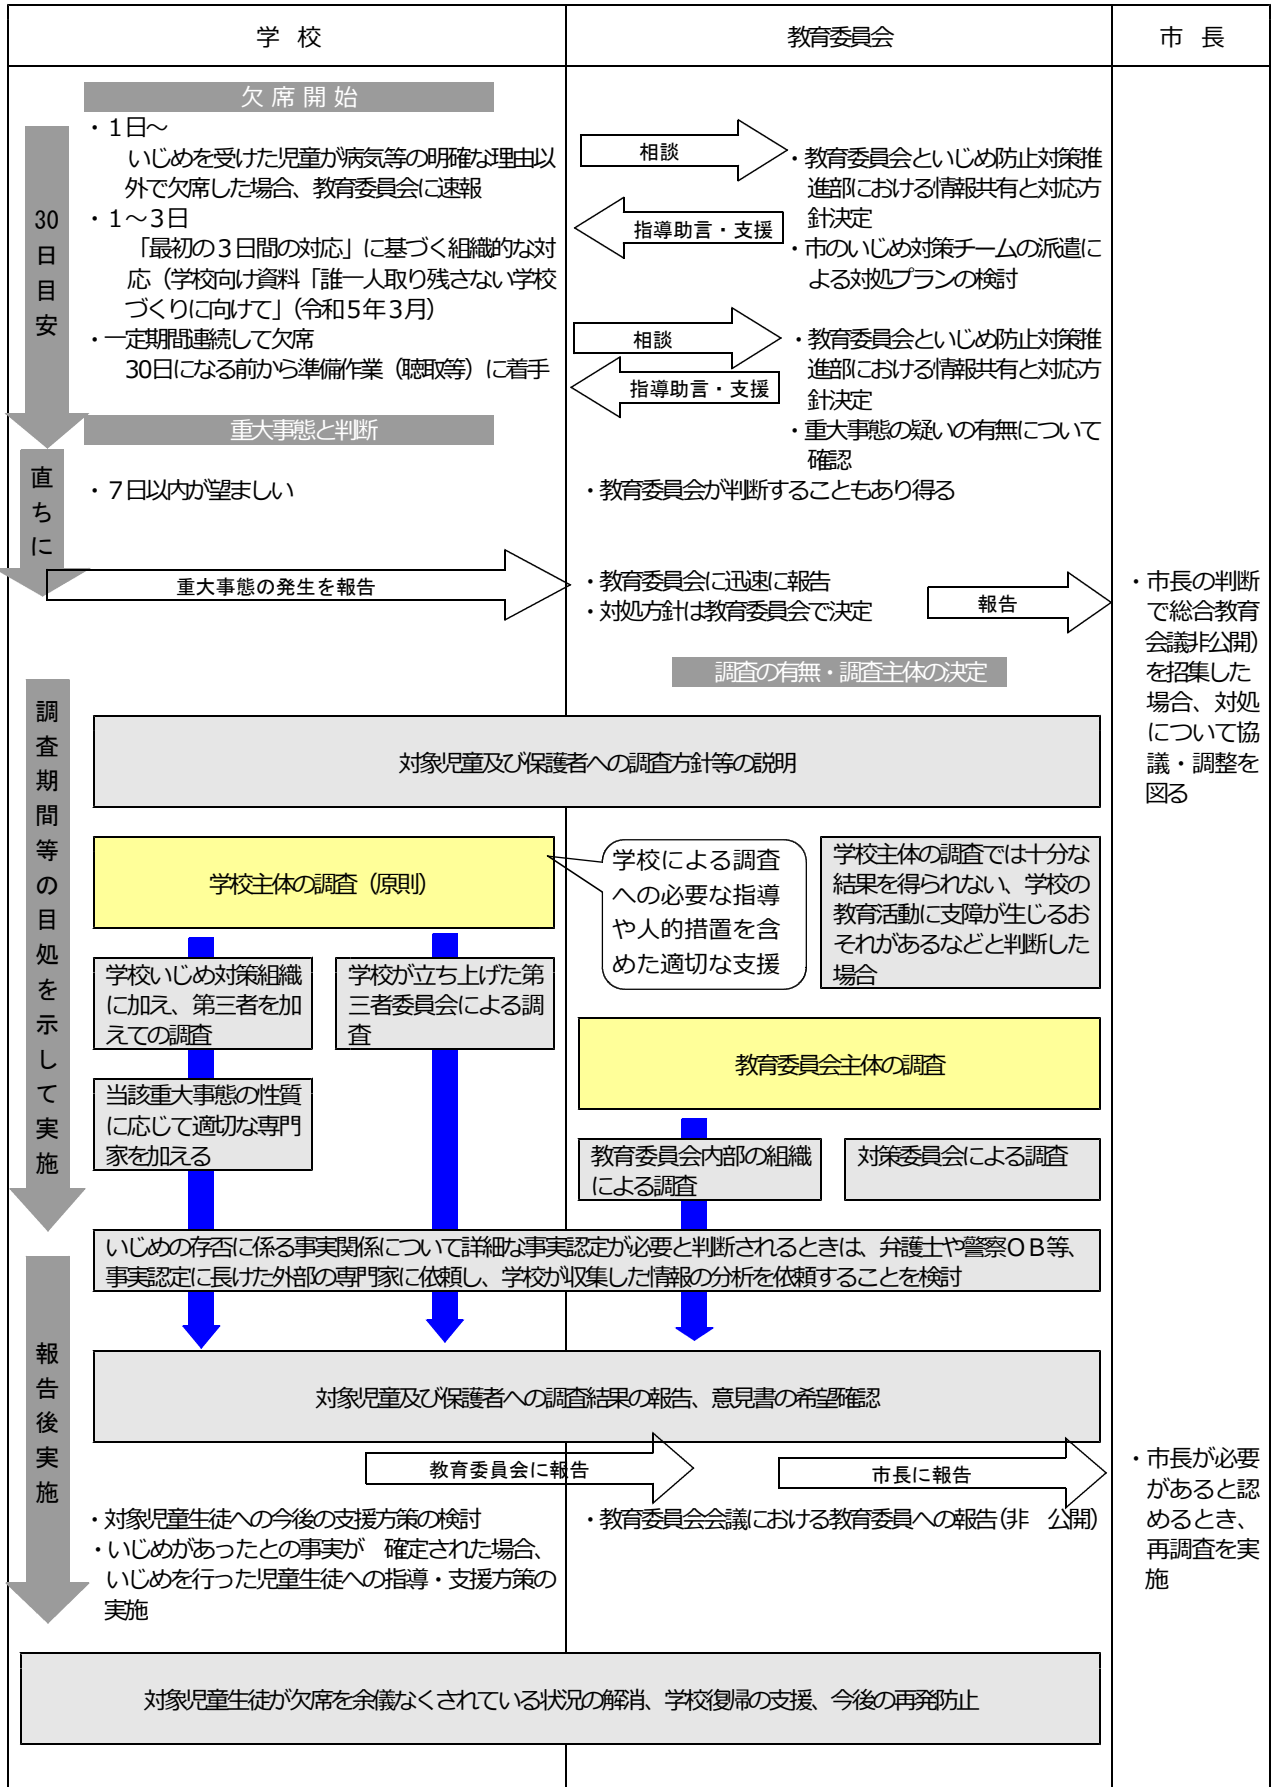 学 校
教育委員会
市 長
欠 席 開 始
30日目安
・１日～
いじめを受けた児童が病気等の明確な理由以
外で欠席した場合、教育委員会に速報
・１～３日
「最初の３日間の対応」に基づく組織的な対
応（学校向け資料「誰一人取り残さない学校
づくりに向けて」（令和５年３月）
・一定期間連続して欠席
30日になる前から準備作業（聴取等）に着手
相談
指導助言・支援
・教育委員会といじめ防止対策推
進部における情報共有と対応方
針決定
・市のいじめ対策チームの派遣に
よる対処プランの検討
相談
指導助言・支援
・教育委員会といじめ防止対策推
進部における情報共有と対応方
針決定
・重大事態の疑いの有無について
確認
重大事態と判断
直ちに
・７日以内が望ましい
・教育委員会が判断することもあり得る
重大事態の発生を報告
・教育委員会に迅速に報告
・対処方針は教育委員会で決定
報告
・市長の判断
で総合教育
会議非公開）
を招集した
場合、対処
について協
議・調整を
図る
調査の有無・調査主体の決定
調査期間等の目処を示して実施
対象児童及び保護者への調査方針等の説明
学校主体の調査（原則）
学校による調査
への必要な指導
や人的措置を含
めた適切な支援
学校主体の調査では十分な
結果を得られない、学校の
教育活動に支障が生じるお
それがあるなどと判断した
場合
学校いじめ対策組織
に加え、第三者を加
えての調査
学校が立ち上げた第
三者委員会による調
査
教育委員会主体の調査
当該重大事態の性質
に応じて適切な専門
家を加える
教育委員会内部の組織
による調査
対策委員会による調査
いじめの存否に係る事実関係について詳細な事実認定が必要と判断されるときは、弁護士や警察ＯＢ等、
事実認定に長けた外部の専門家に依頼し、学校が収集した情報の分析を依頼することを検討
報告後実施
対象児童及び保護者への調査結果の報告、意見書の希望確認
教育委員会に報告
市長に報告
・対象児童生徒への今後の支援方策の検討
・いじめがあったとの事実が　確定された場合、
いじめを行った児童生徒への指導・支援方策の
実施
・教育委員会会議における教育委員への報告（非　公開）
・市長が必要
があると認
めるとき、
再調査を実
施
対象児童生徒が欠席を余儀なくされている状況の解消、学校復帰の支援、今後の再発防止